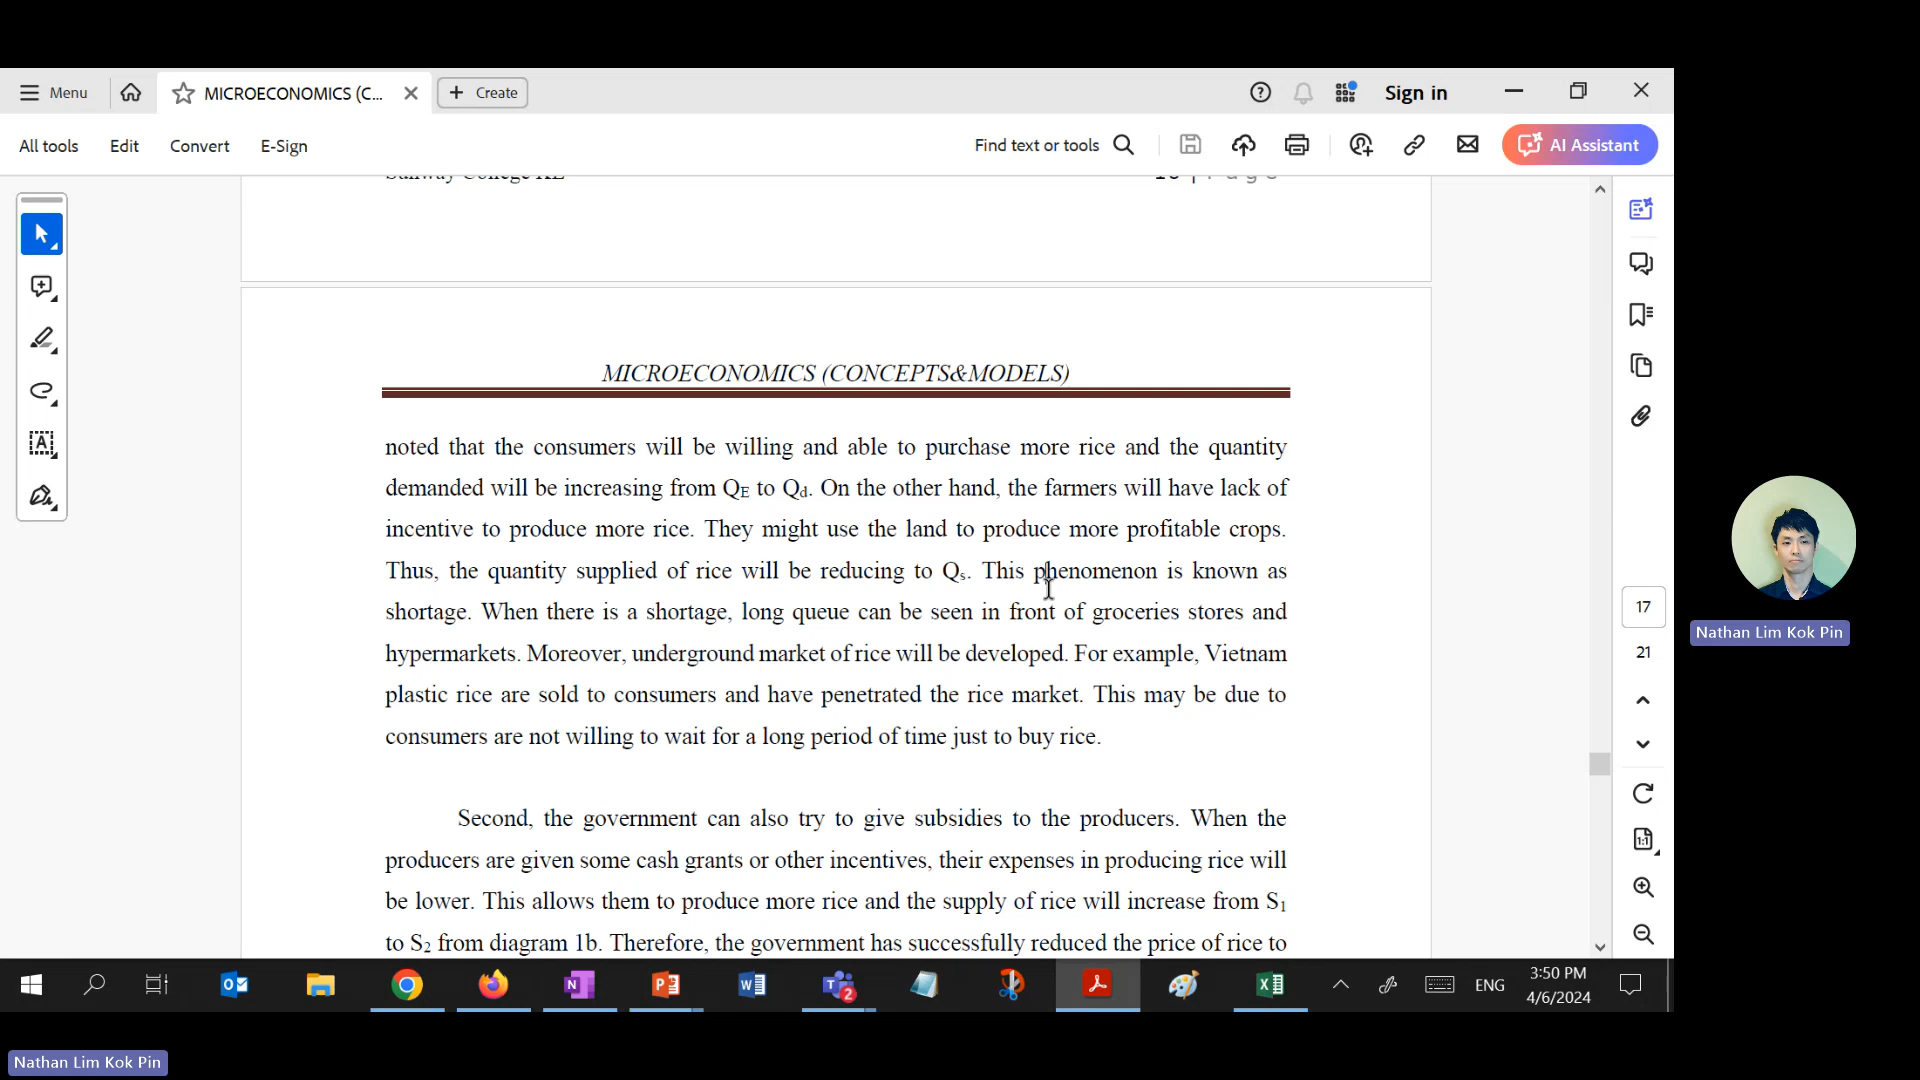 Menu
MICROECONOMICS (C...
Create
Sign in
All tools
Edit
Convert
E-Sign
Find text or tools
AI Assistant
MICROECONOMICS (CONCEPTS&MODELS)
noted that the consumers will be willing and able to purchase more rice and the quantity
demanded will be increasing from QE to Qd. On the other hand, the farmers will have lack of
incentive to produce more rice. They might use the land to produce more profitable crops.
Thus, the quantity supplied of rice will be reducing to Qs. This phenomenon is known as
shortage. When there is a shortage, long queue can be seen in front of groceries stores and
hypermarkets. Moreover, underground market of rice will be developed. For example, Vietnam
plastic rice are sold to consumers and have penetrated the rice market. This may be due to
consumers are not willing to wait for a long period of time just to buy rice.
Second, the government can also try to give subsidies to the producers. When the
producers are given some cash grants or other incentives, their expenses in producing rice will
be lower. This allows them to produce more rice and the supply of rice will increase from S1
to S2 from diagram 1b. Therefore, the government has successfully reduced the price of rice to
17
21
1:1
Nathan Lim Kok Pin
2
ENG
3:50 PM
4/6/2024
Nathan Lim Kok Pin